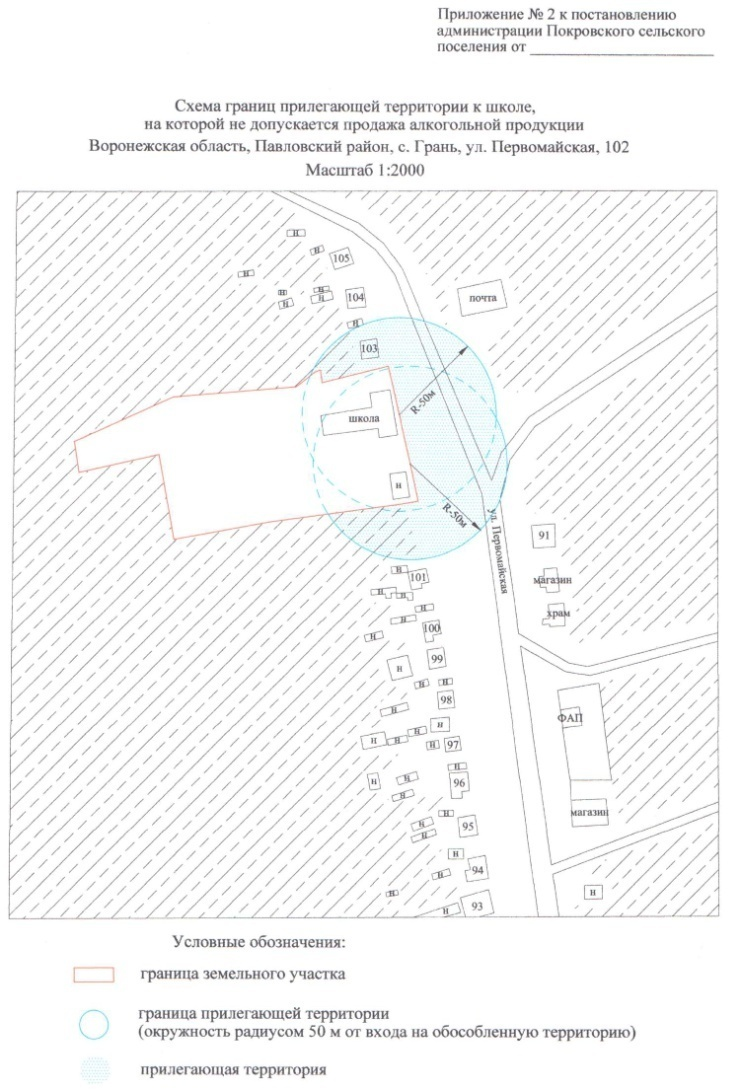 Приложение № 2 к постановлению
администрации Покровского сельского
поселения от
Схема границ прилегающей территории к школе,
на которой не допускается продажа алкогольной продукции
Воронежская область, Павловский район, с. Грань, ул. Первомайская, 102
Масштаб 1:2000
н
н
105
н
н
н
н
н
104
почта
н
103
R-50м
школа
н
R-50м
ул. Первомайская
91
н
101
магазин
н
н
н
храм
н
100
н
99
н
н
н
98
н
ФАП
н
н
н
н
н
97
н
96
н
н
н
н
магазин
95
н
н
н
94
н
н
н
н
93
Условные обозначения:
граница земельного участка
граница прилегающей территории
(окружность радиусом 50 м от входа на обособленную территорию)
прилегающая территория